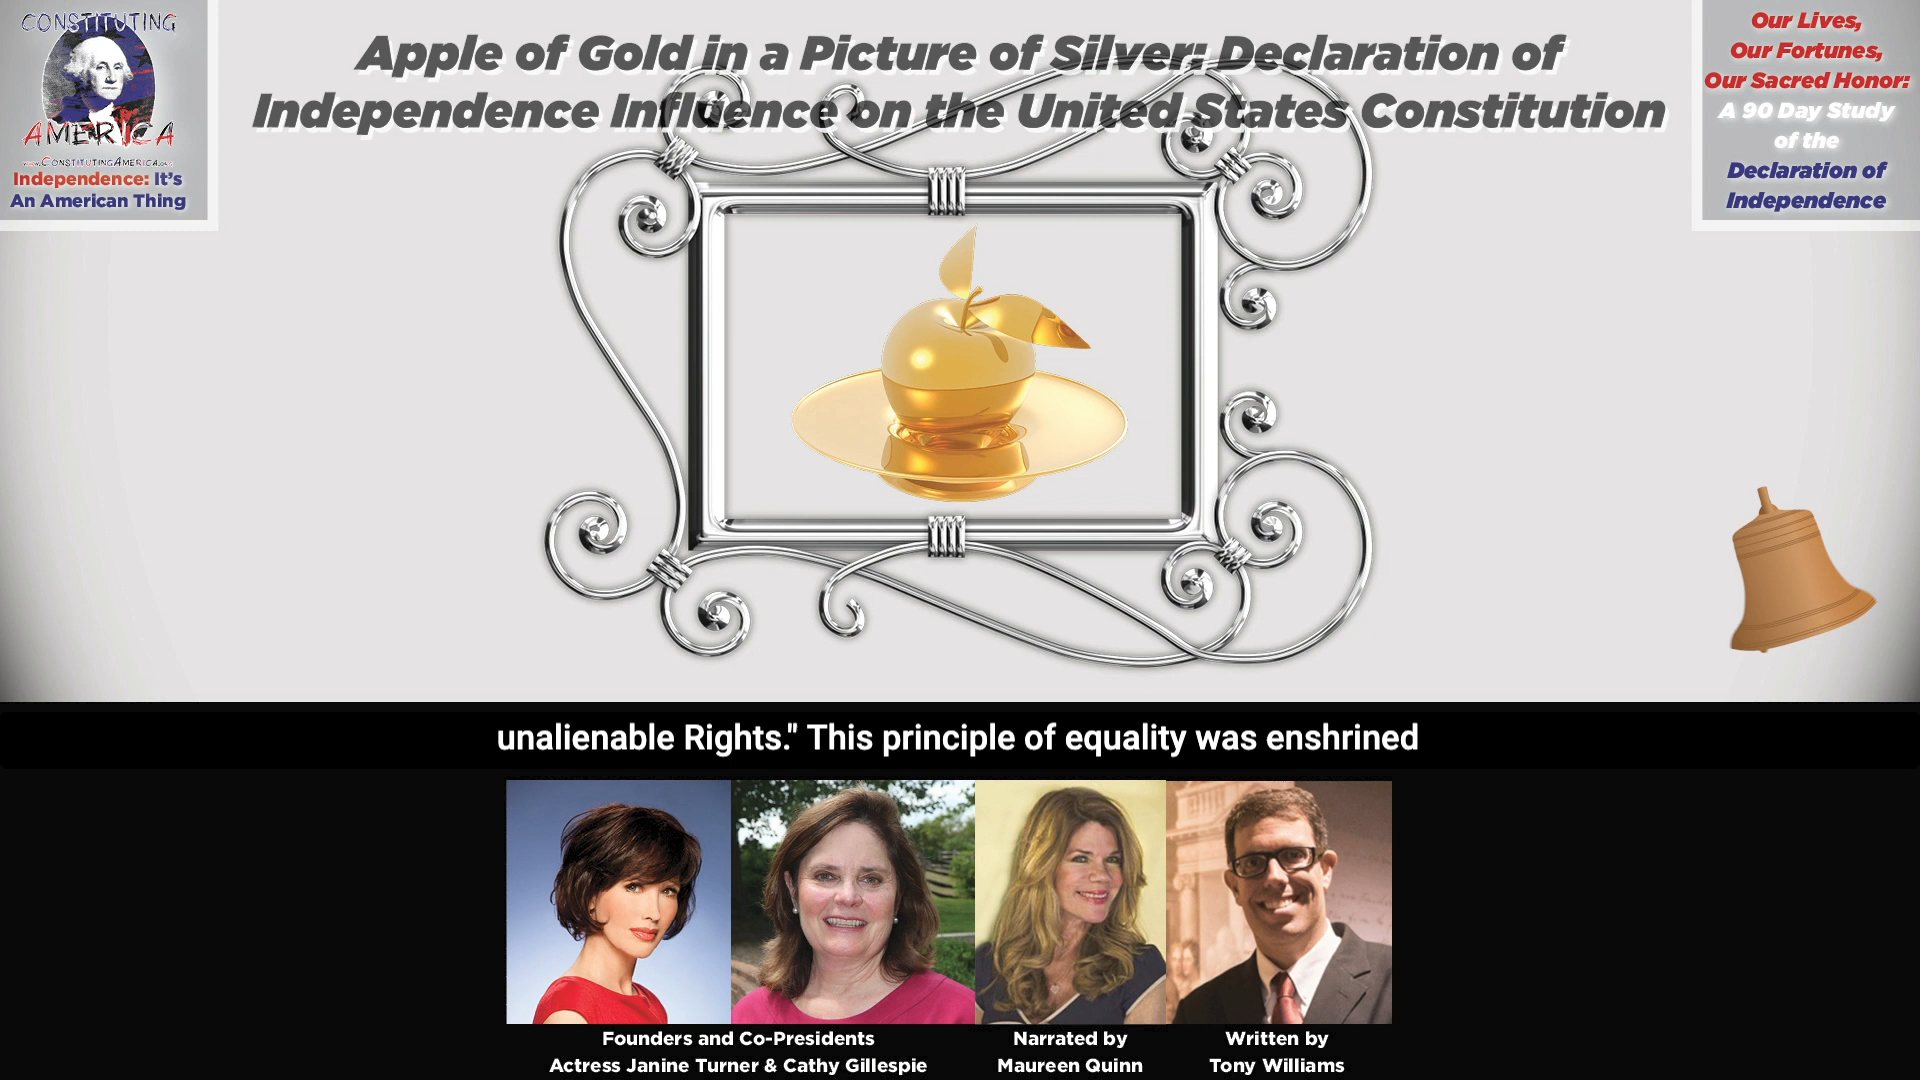 CONSTITUTING
AMERICA
www.ConstitutingAmerica.org
Independence: It's
An American Thing
Apple of Gold in a Picture of Silver: Declaration of
Independence Influence on the United States Constitution
Our Lives,
Our Fortunes,
Our Sacred Honor:
A 90 Day Study
of the
Declaration of
Independence
unalienable Rights." This principle of equality was enshrined
Founders and Co-Presidents
Actress Janine Turner & Cathy Gillespie
Narrated by
Maureen Quinn
Written by
Tony Williams